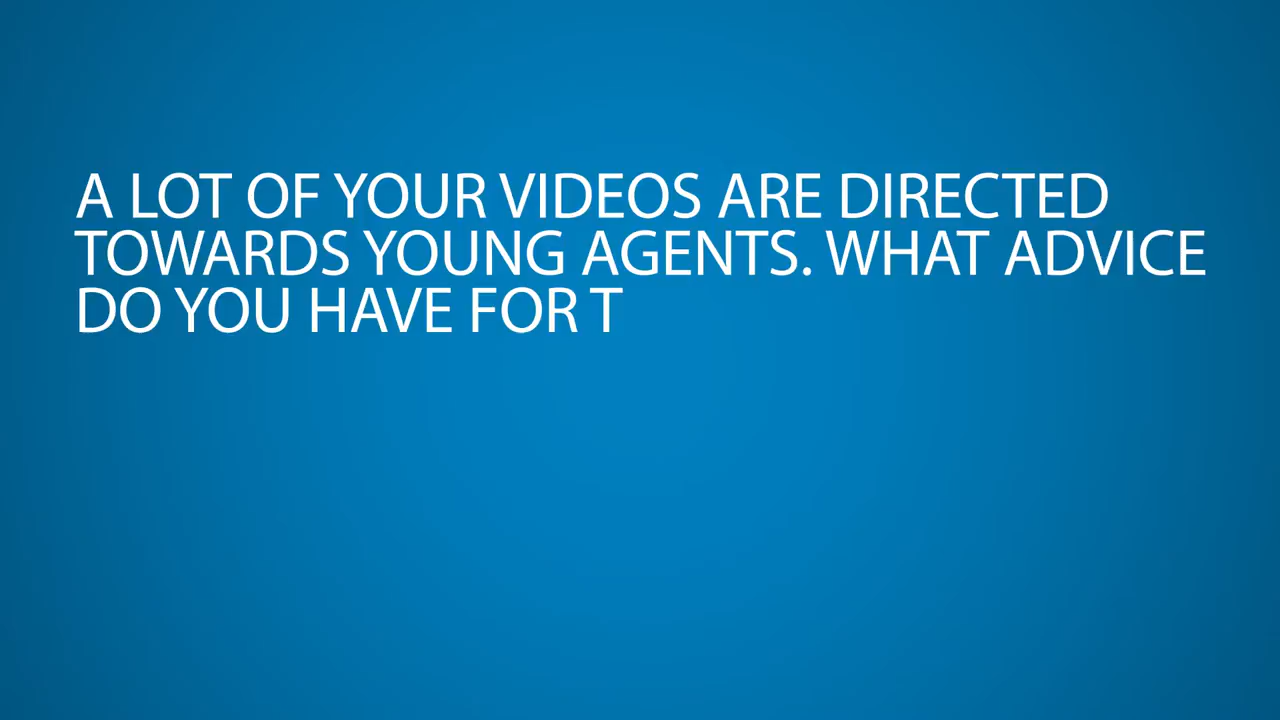 A LOT OF YOUR VIDEOS ARE DIRECTED
TOWARDS YOUNG AGENTS. WHAT ADVICE
DO YOU HAVE FOR T